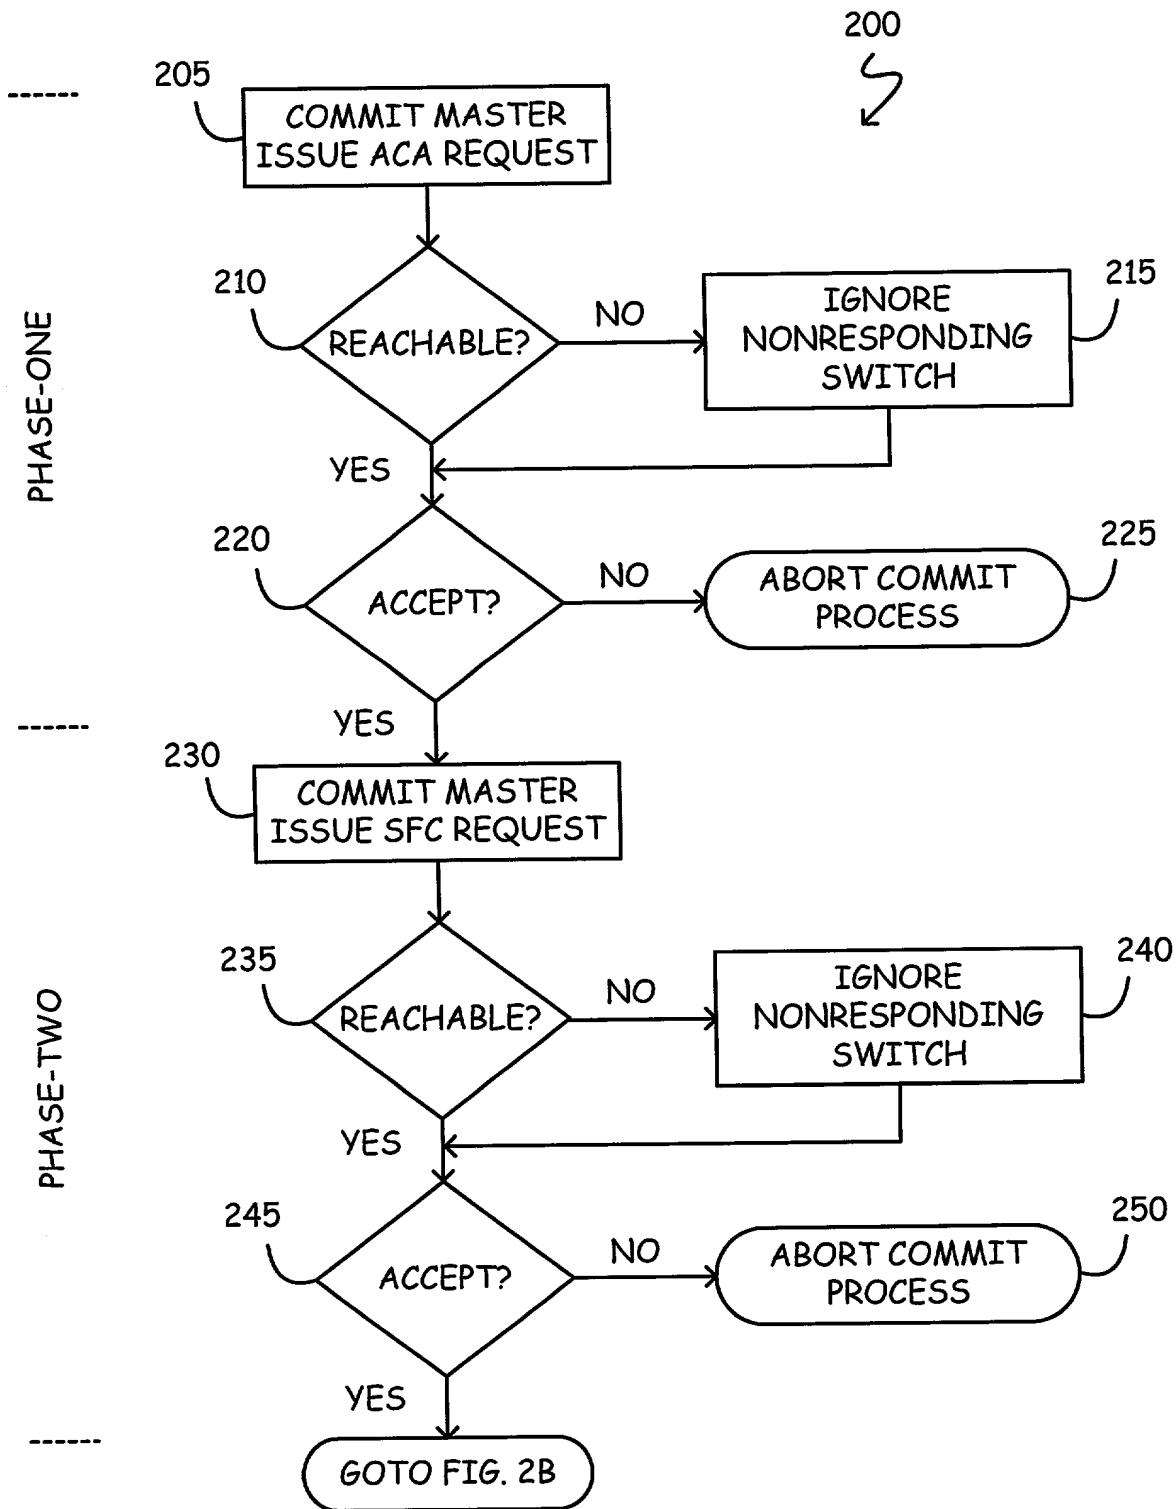 200
205
COMMIT MASTER
ISSUE ACA REQUEST
PHASE-ONE
210
REACHABLE?
NO
215
IGNORE
NONRESPONDING
SWITCH
YES
220
ACCEPT?
NO
225
ABORT COMMIT
PROCESS
YES
230
COMMIT MASTER
ISSUE SFC REQUEST
PHASE-TWO
235
REACHABLE?
NO
240
IGNORE
NONRESPONDING
SWITCH
YES
245
ACCEPT?
NO
250
ABORT COMMIT
PROCESS
YES
GOTO FIG. 2B